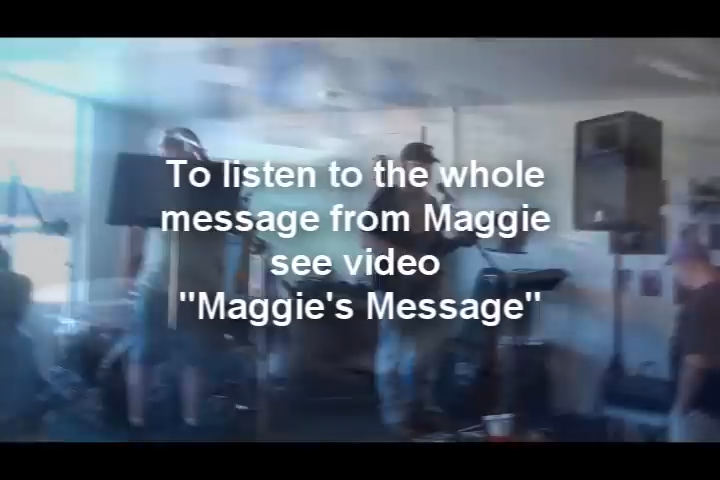 To listen to the whole
message from Maggie
see video
"Maggie's Message"